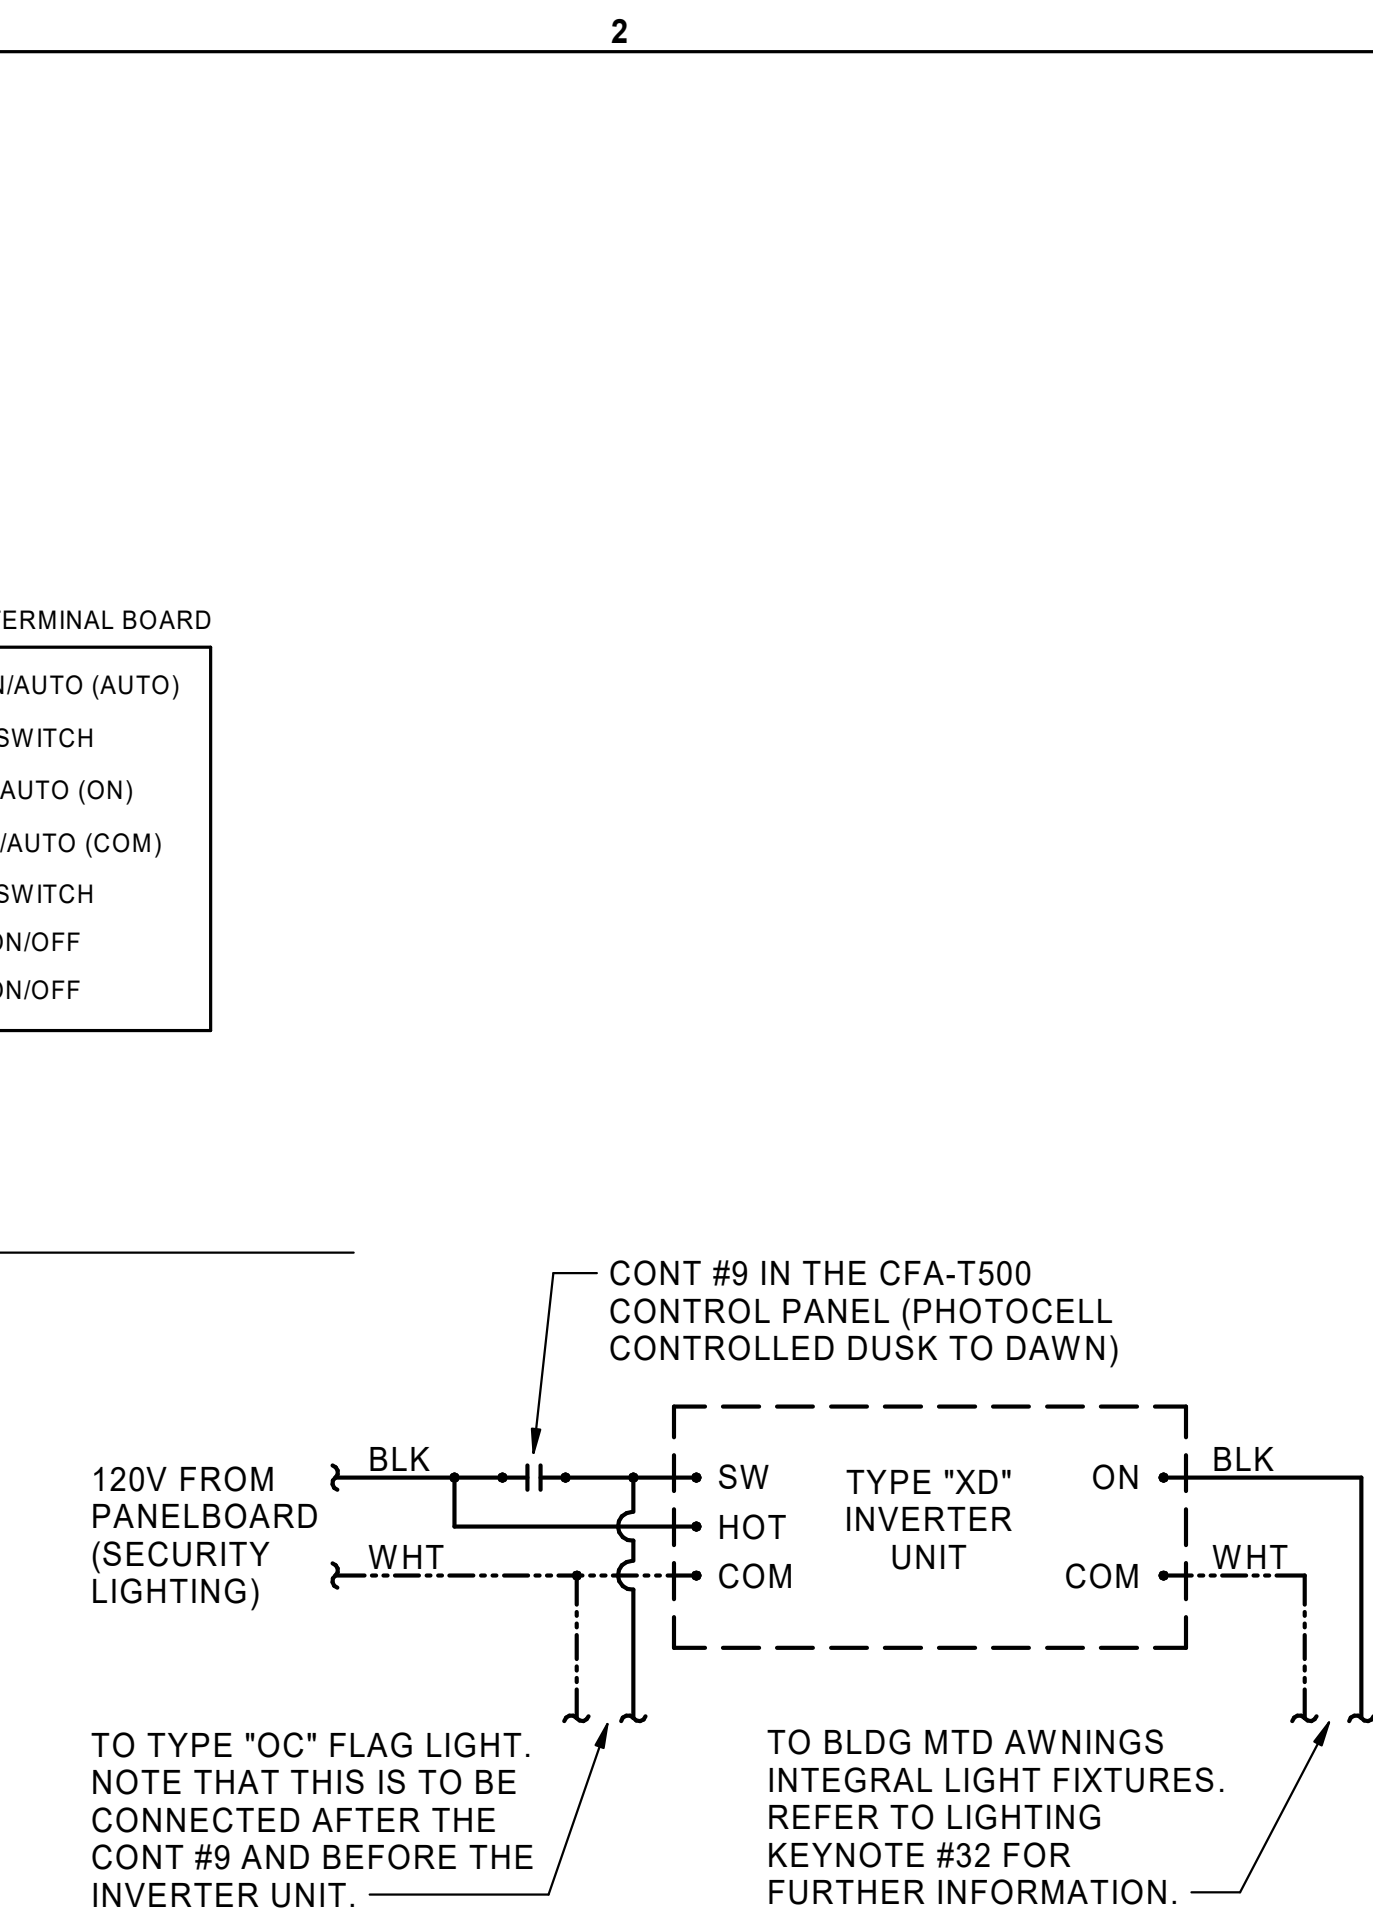 2
TERMINAL BOARD
/AUTO (AUTO)
SWITCH
AUTO (ON)
/AUTO (COM)
SWITCH
ON/OFF
ON/OFF
CONT #9 IN THE CFA-T500
CONTROL PANEL (PHOTOCELL
CONTROLLED DUSK TO DAWN)
120V FROM
PANELBOARD
(SECURITY
LIGHTING)
BLK
WHT
SW
HOT
COM
TYPE "XD"
INVERTER
UNIT
ON
COM
BLK
WHT
TO TYPE "OC" FLAG LIGHT.
NOTE THAT THIS IS TO BE
CONNECTED AFTER THE
CONT #9 AND BEFORE THE
INVERTER UNIT.
TO BLDG MTD AWNINGS
INTEGRAL LIGHT FIXTURES.
REFER TO LIGHTING
KEYNOTE #32 FOR
FURTHER INFORMATION.